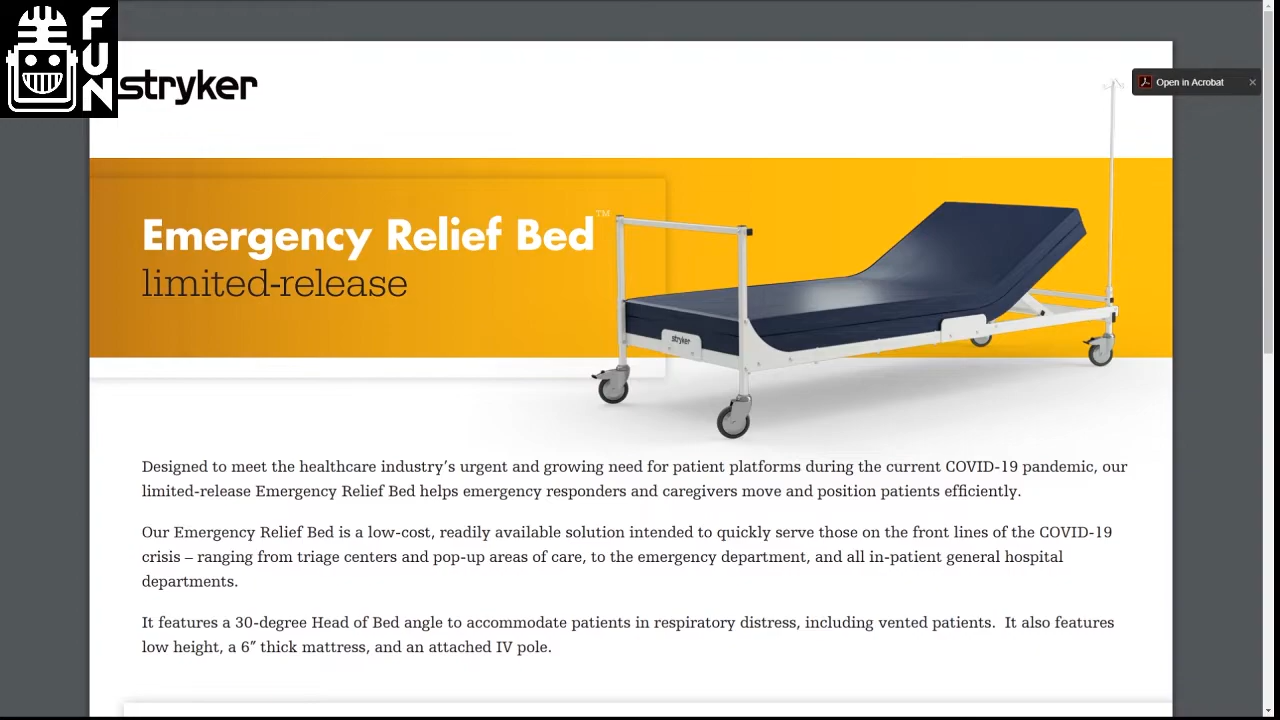 FUN
stryker
Open in Acrobat
Emergency Relief Bed™
limited-release
stryker
Designed to meet the healthcare industry’s urgent and growing need for patient platforms during the current COVID-19 pandemic, our
limited-release Emergency Relief Bed helps emergency responders and caregivers move and position patients efficiently.
Our Emergency Relief Bed is a low-cost, readily available solution intended to quickly serve those on the front lines of the COVID-19
crisis – ranging from triage centers and pop-up areas of care, to the emergency department, and all in-patient general hospital
departments.
It features a 30-degree Head of Bed angle to accommodate patients in respiratory distress, including vented patients.  It also features
low height, a 6″ thick mattress, and an attached IV pole.